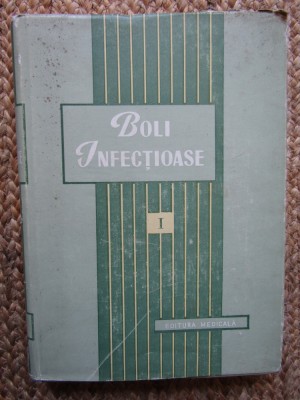 BOLI
INFECȚIOASE
I
EDITURA MEDICALĂ